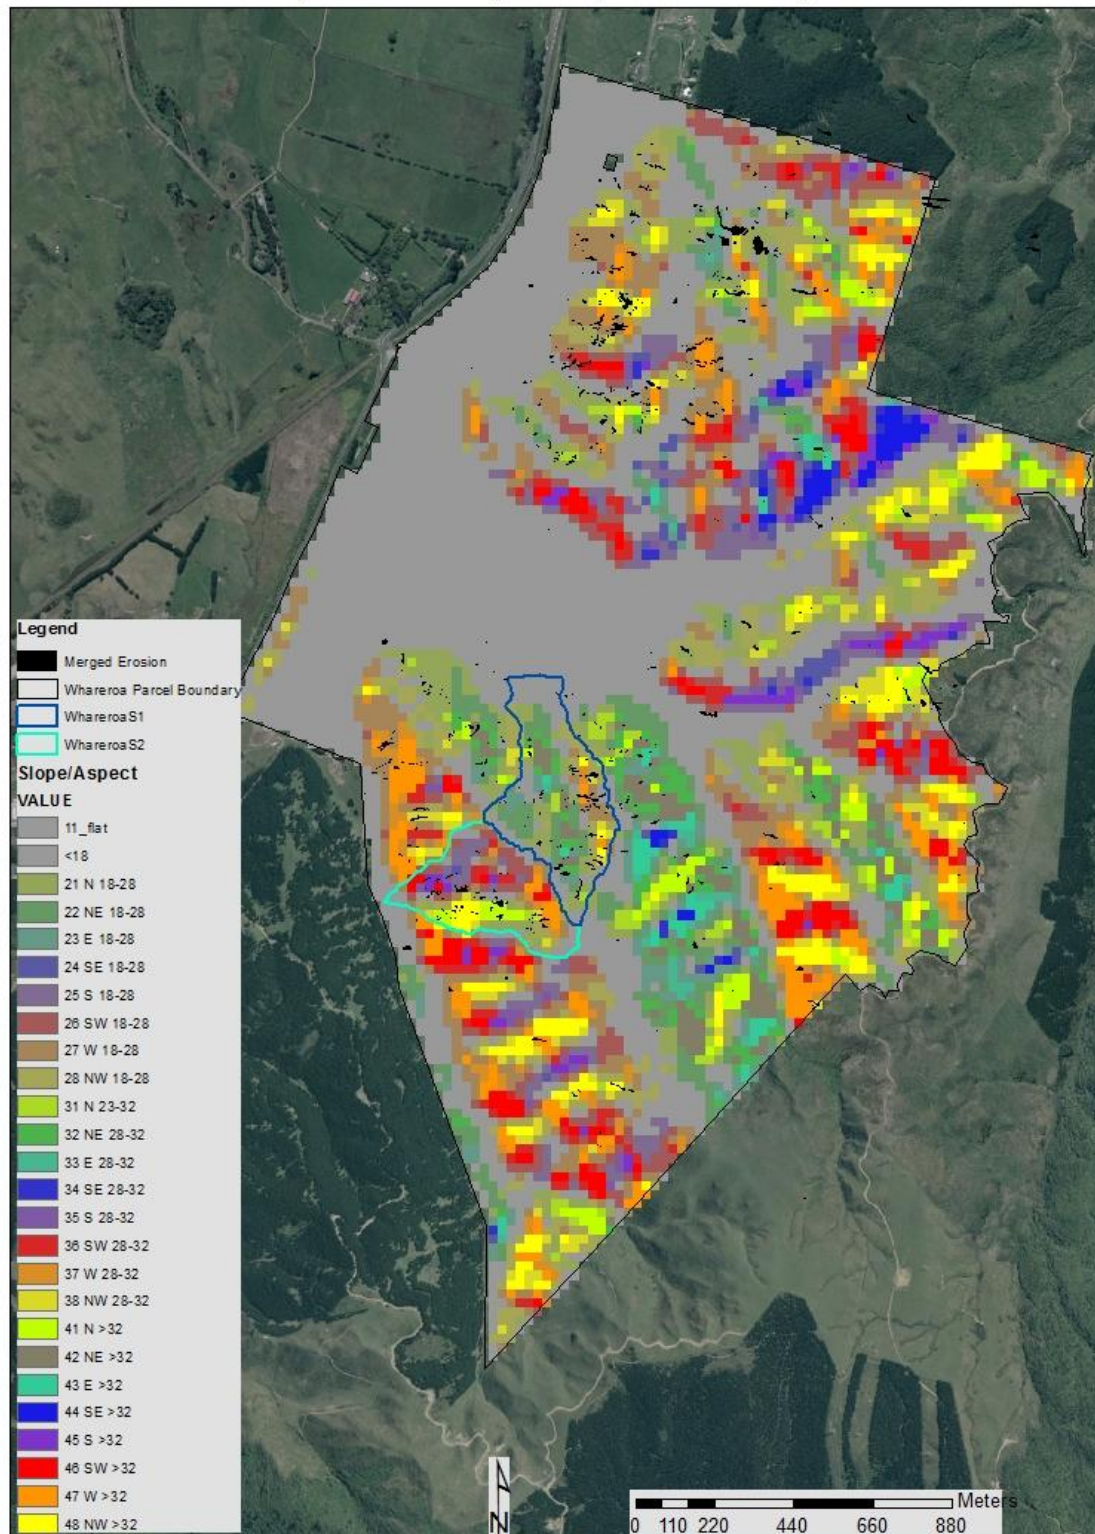 Legend
Merged Erosion
Whareroa Parcel Boundary
WhareroaS1
WhareroaS2
Slope/Aspect
VALUE
11_flat
<18
21 N 18-28
22 NE 18-28
23 E 18-28
24 SE 18-28
25 S 18-28
26 SW 18-28
27 W 18-28
28 NW 18-28
31 N 23-32
32 NE 28-32
33 E 28-32
34 SE 28-32
35 S 28-32
36 SW 28-32
37 W 28-32
38 NW 28-32
41 N >32
42 NE >32
43 E >32
44 SE >32
45 S >32
46 SW >32
47 W >32
48 NW >32
N
Meters
0 110 220 440 660 880